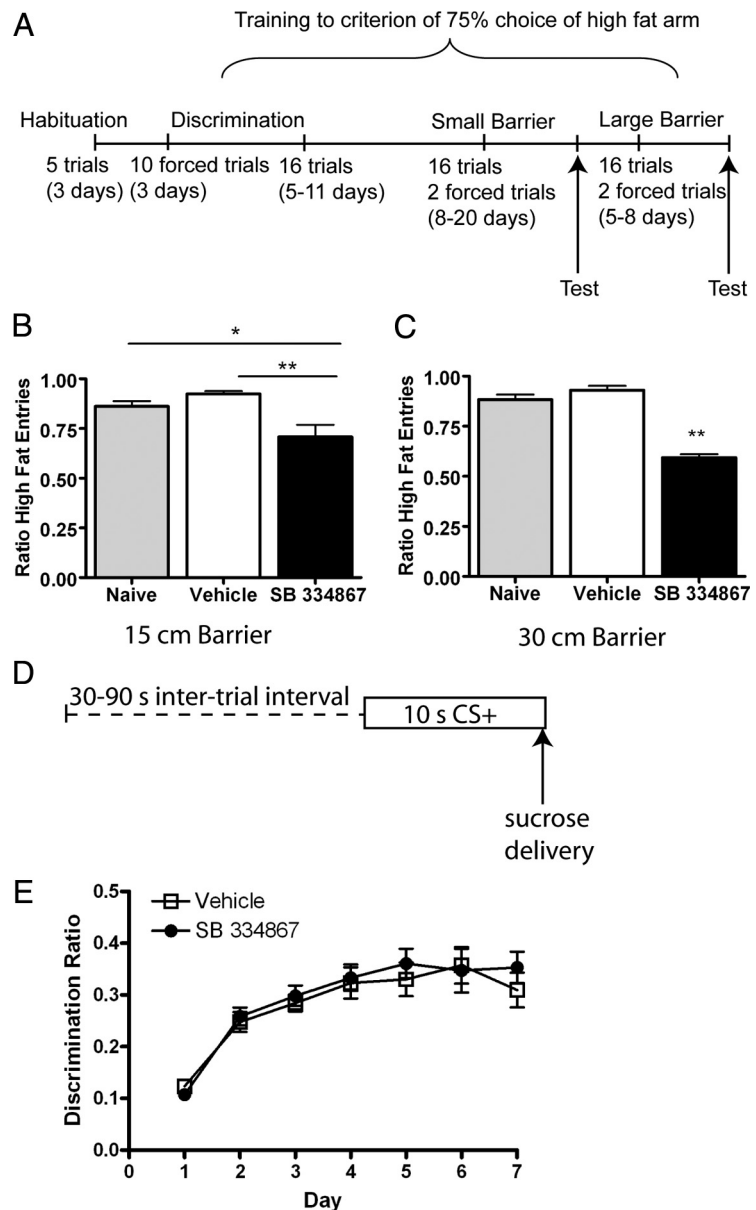 A
Training to criterion of 75% choice of high fat arm
Habituation
Discrimination
Small Barrier
Large Barrier
5 trials
(3 days)
10 forced trials
(3 days)
16 trials
(5-11 days)
16 trials
2 forced trials
(8-20 days)
16 trials
2 forced trials
(5-8 days)
Test
Test
B
*
**
Ratio High Fat Entries
1.00
0.75
0.50
0.25
0.00
Naive
Vehicle
SB 334867
15 cm Barrier
C
**
Ratio High Fat Entries
1.00
0.75
0.50
0.25
0.00
Naive
Vehicle
SB 334867
30 cm Barrier
D
30-90 s inter-trial interval
10 s CS+
sucrose
delivery
E
Vehicle
SB 334867
Discrimination Ratio
0.5
0.4
0.3
0.2
0.1
0.0
0 1 2 3 4 5 6 7
Day